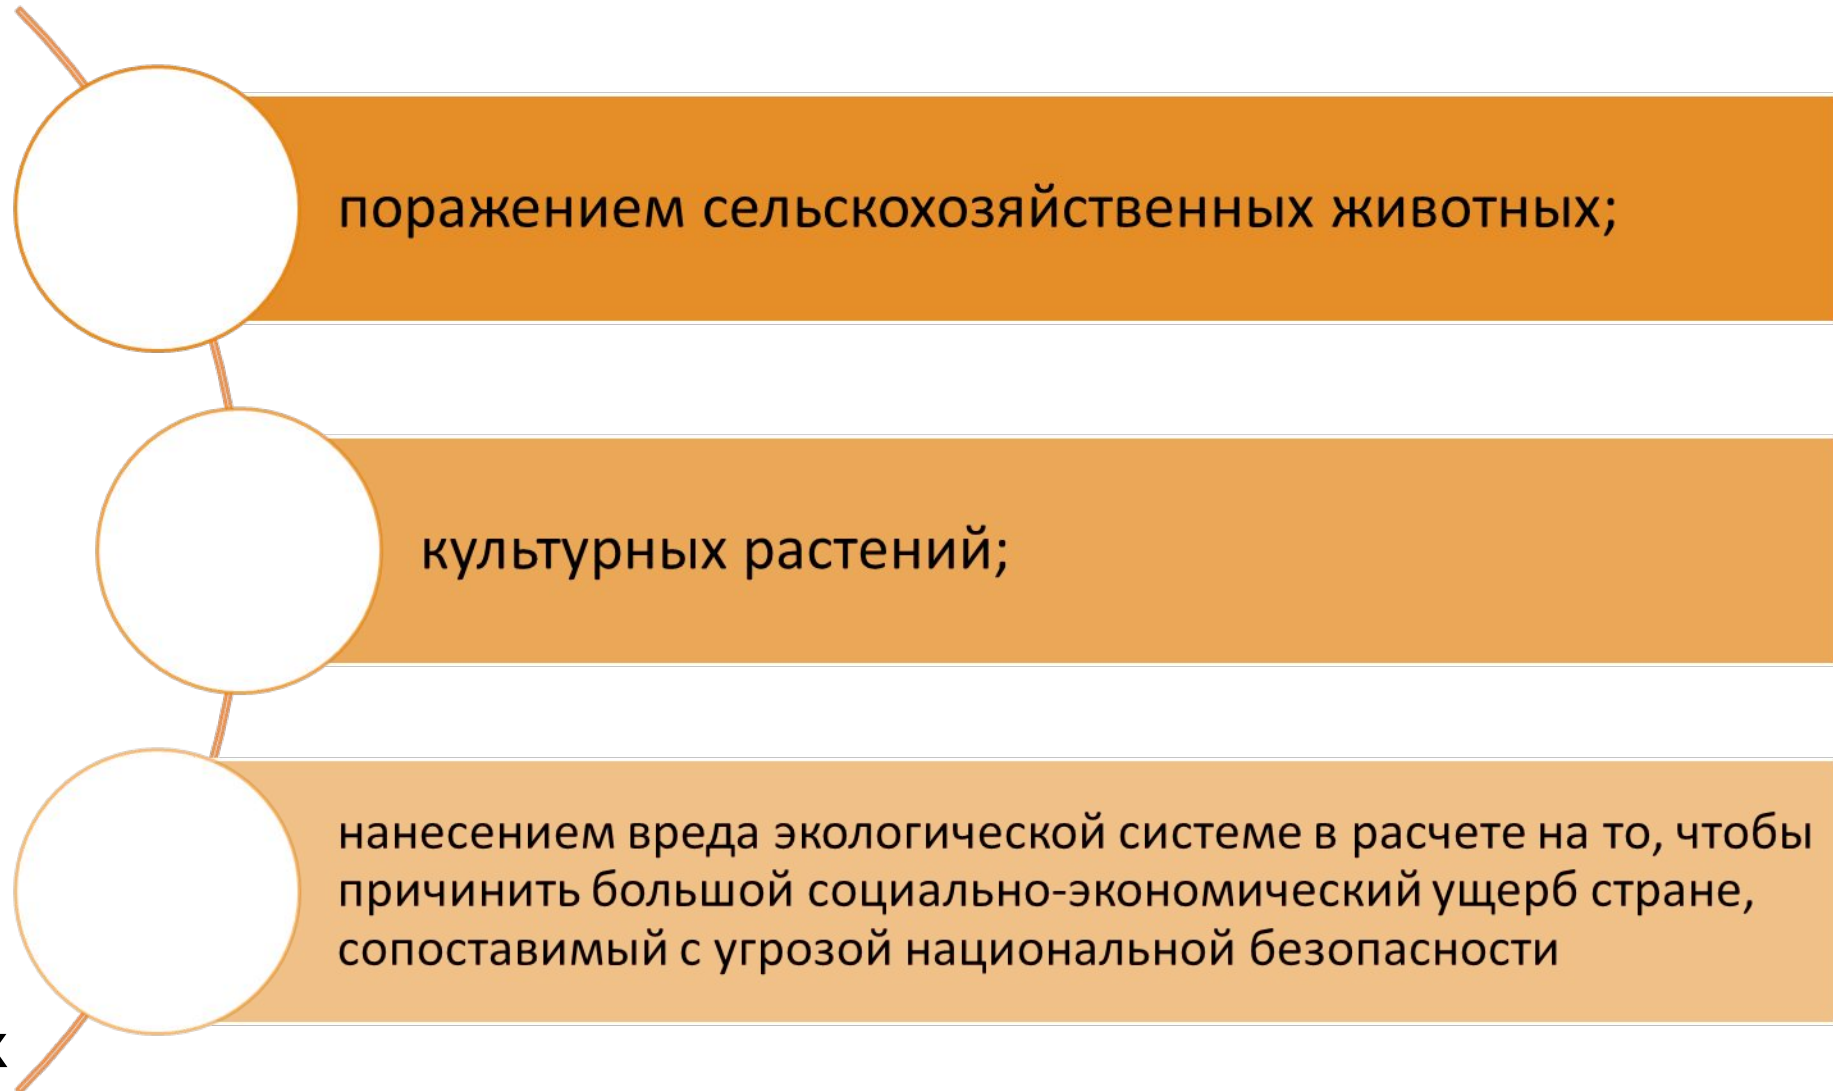 поражением сельскохозяйственных животных;
культурных растений;
нанесением вреда экологической системе в расчете на то, чтобы
причинить большой социально-экономический ущерб стране,
сопоставимый с угрозой национальной безопасности